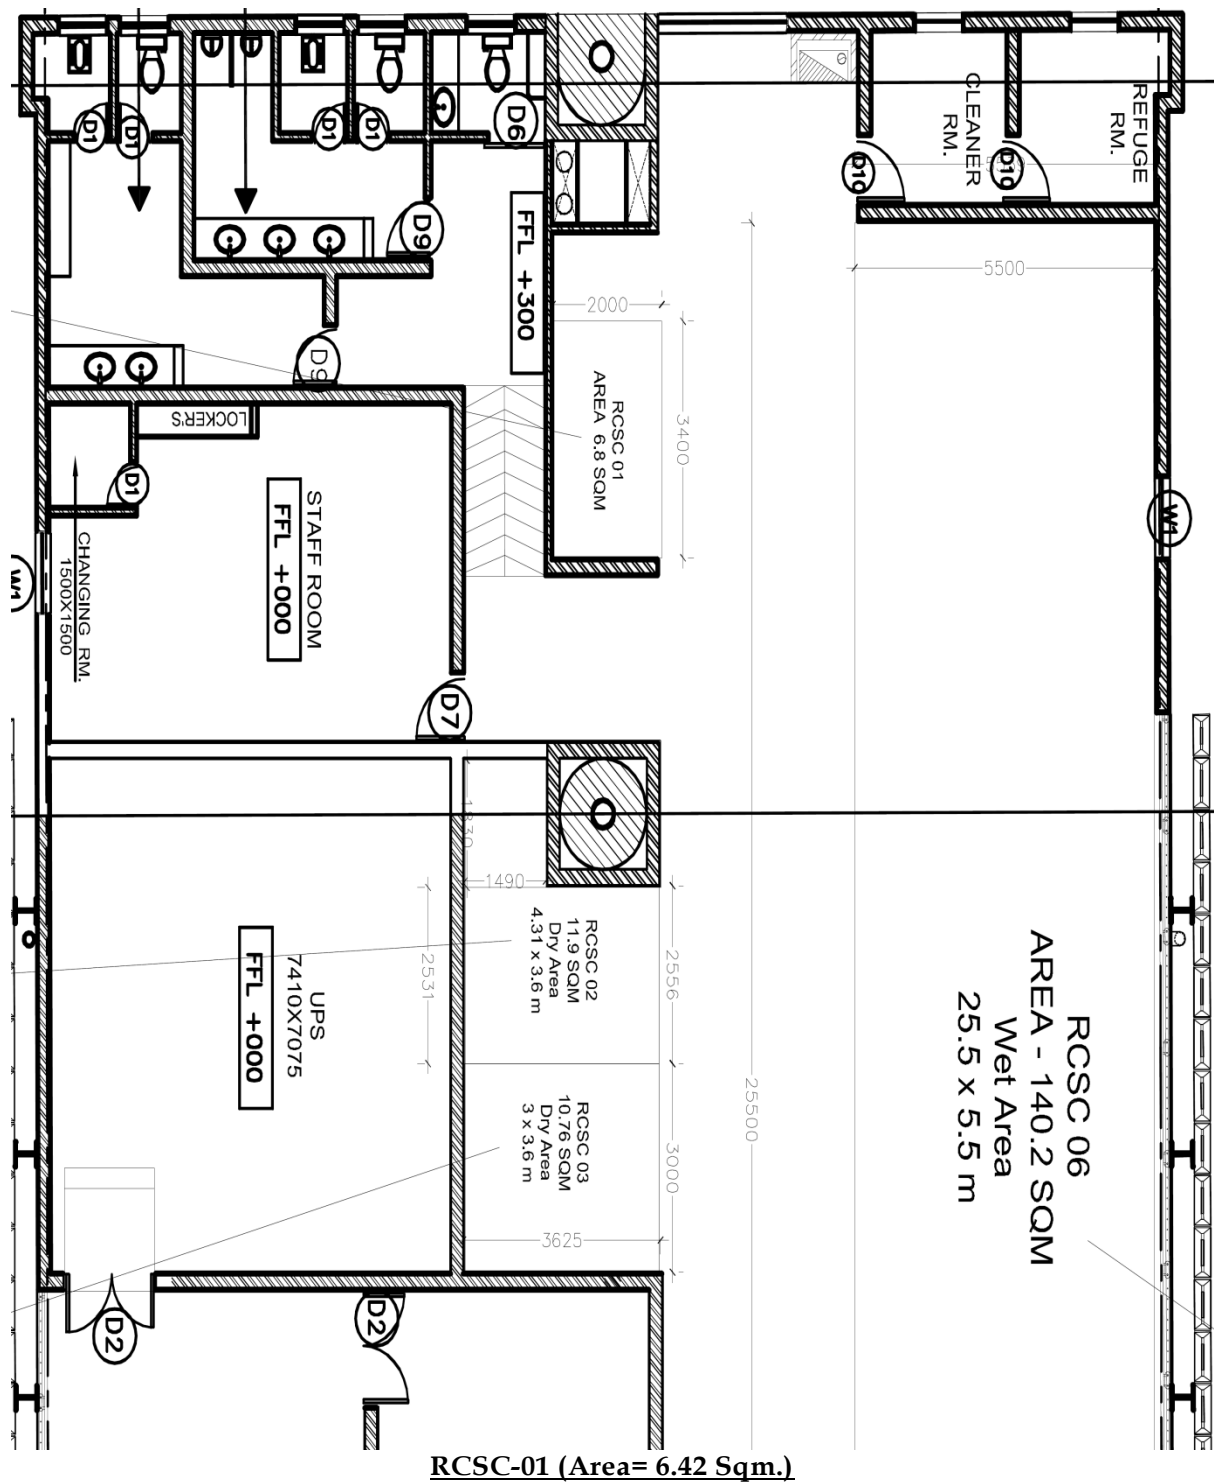 D1
D1
D1
D1
D6
D9
D9
FFL +300
CLEANER
RM.
REFUGE
RM.
D10
D10
5500
2000
3400
RCSC 01
AREA 6.8 SQM
LOCKER'S
D1
CHANGING RM.
1500X1500
STAFF ROOM
FFL +000
W1
W1
D7
1830
1490
RCSC 02
11.9 SQM
Dry Area
4.31 x 3.6 m
2531
2556
UPS
7410X7075
FFL +000
RCSC 03
10.76 SQM
Dry Area
3 x 3.6 m
3000
3625
25500
RCSC 06
AREA - 140.2 SQM
Wet Area
25.5 x 5.5 m
D2
D2
RCSC-01 (Area= 6.42 Sqm.)